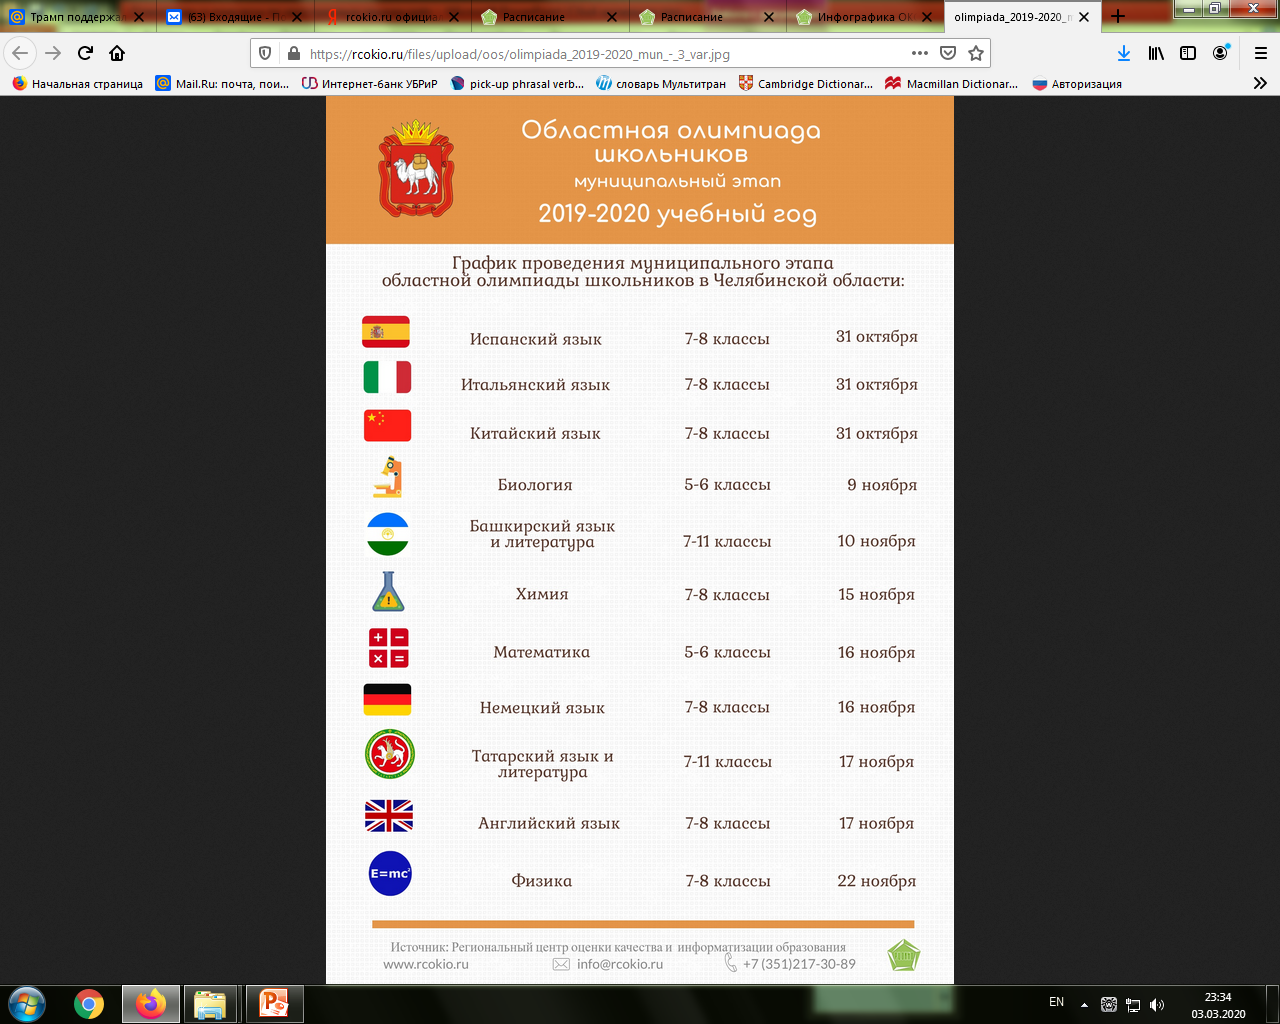 Трамп поддержа
(63) Входящие - По
rcokio.ru официа
Расписание
Расписание
Инфографика Ок
olimpiada_2019-2020_m
https://rcokio.ru/files/upload/oos/olimpiada_2019-2020_mun_-_3_var.jpg
Начальная страница
Mail.Ru: почта, пои...
Интернет-банк УБРиР
pick-up phrasal verb...
словарь Мультитран
Cambridge Dictionar...
Macmillan Dictionar...
Авторизация
Областная олимпиада
школьников
муниципальный этап
2019-2020 учебный год
График проведения муниципального этапа
областной олимпиады школьников в Челябинской области:
Испанский язык 7-8 классы 31 октября
Итальянский язык 7-8 классы 31 октября
Китайский язык 7-8 классы 31 октября
Биология 5-6 классы 9 ноября
Башкирский язык
и литература 7-11 классы 10 ноября
Химия 7-8 классы 15 ноября
Математика 5-6 классы 16 ноября
Немецкий язык 7-8 классы 16 ноября
Татарский язык и
литература 7-11 классы 17 ноября
Английский язык 7-8 классы 17 ноября
E=mc² Физика 7-8 классы 22 ноября
Источник: Региональный центр оценки качества и информатизации образования
www.rcokio.ru info@rcokio.ru +7 (351)217-30-89
EN
23:34
03.03.2020